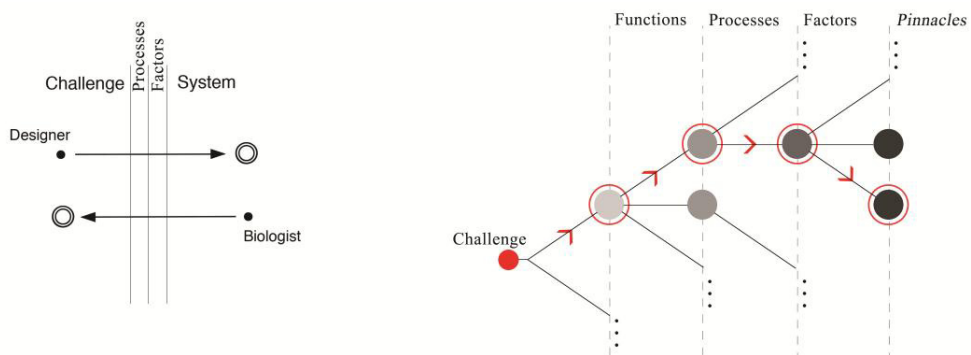 Challenge
Processes
Factors
System
Designer
Biologist
Functions
Processes
Factors
Pinnacles
Challenge